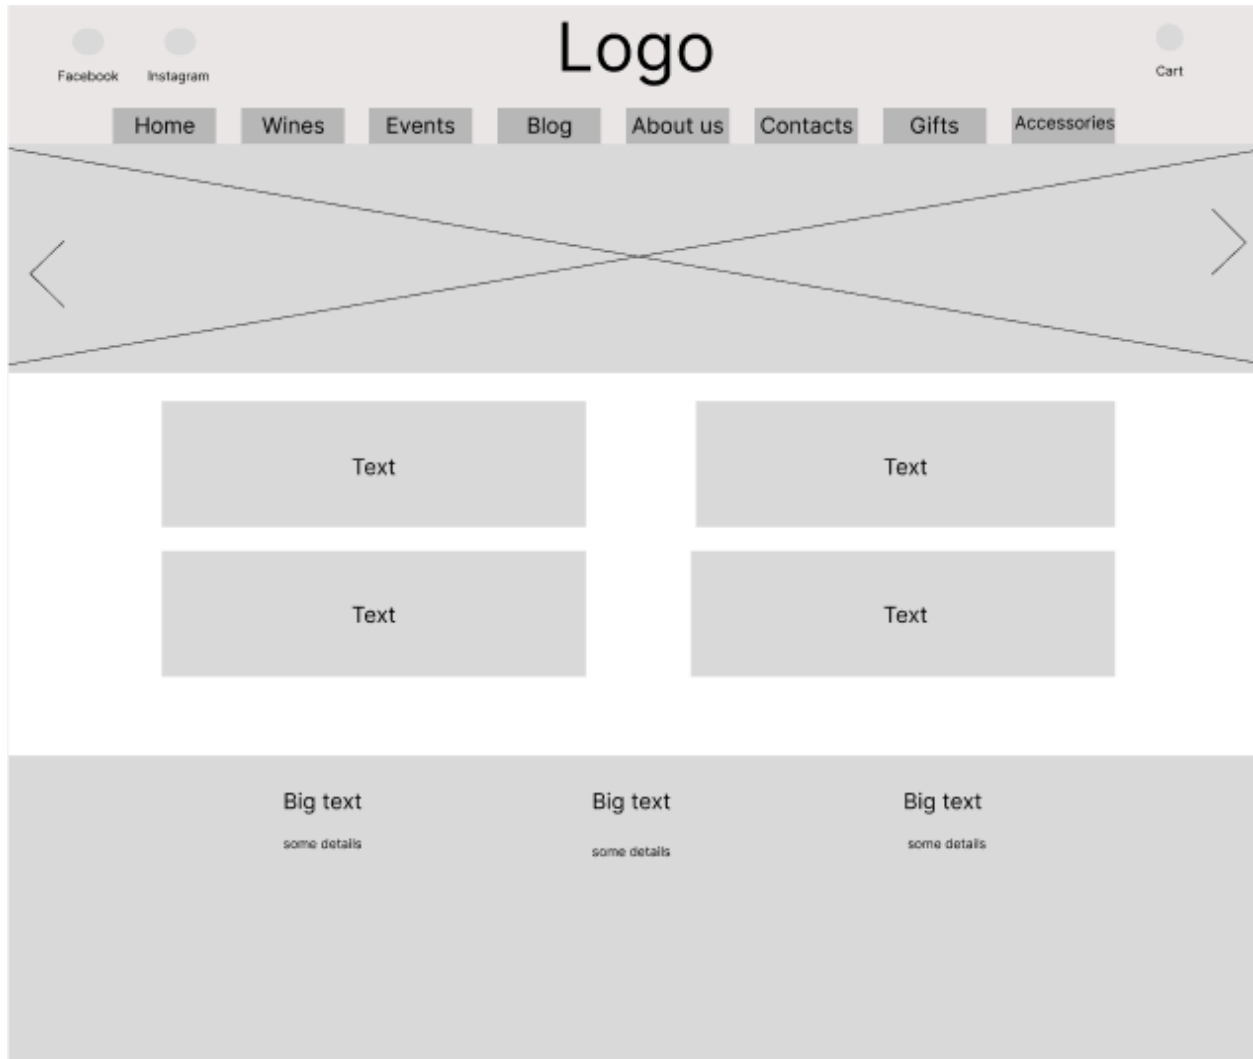 Logo
Facebook
Instagram
Cart
Home
Wines
Events
Blog
About us
Contacts
Gifts
Accessories
Text
Text
Text
Text
Big text
Big text
Big text
some details
some details
some details